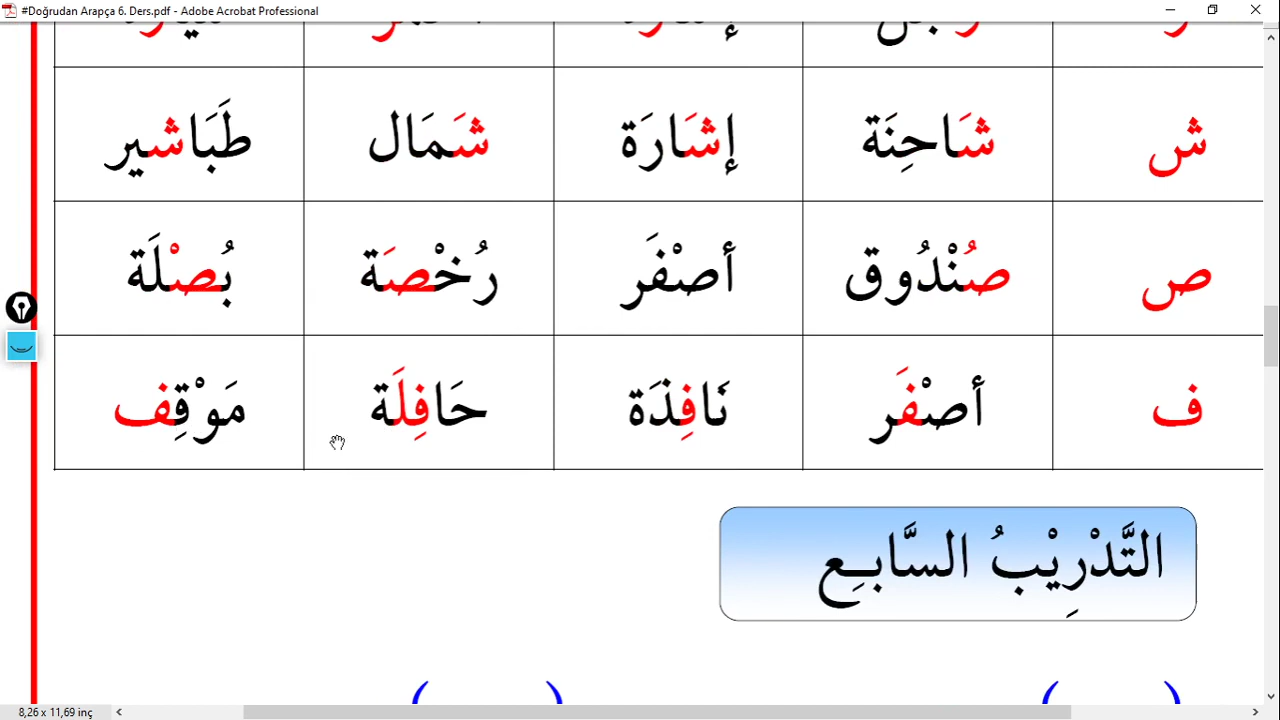 #Doğrudan Arapça 6. Ders.pdf - Adobe Acrobat Professional
ش شَاحِنَة إشَارَة شَمَال طَبَاشير
ص صُنْدُوق أصْفَر رُخْصَة بُصْلَة
ف أصْفَر نَافِذَة حَافِلَة مَوْقِف
التَّدْرِيْبُ السَّابِع
8,26 x 11,69 inç